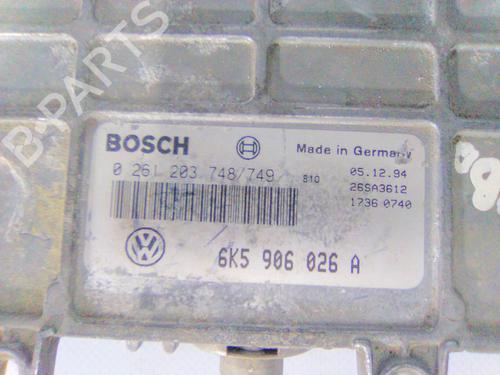 B-PARTS
BOSCH
Made in Germany
0 261 203 748/749 B10
05.12.94
26SA3612
1736 0740
6K5 906 026 A